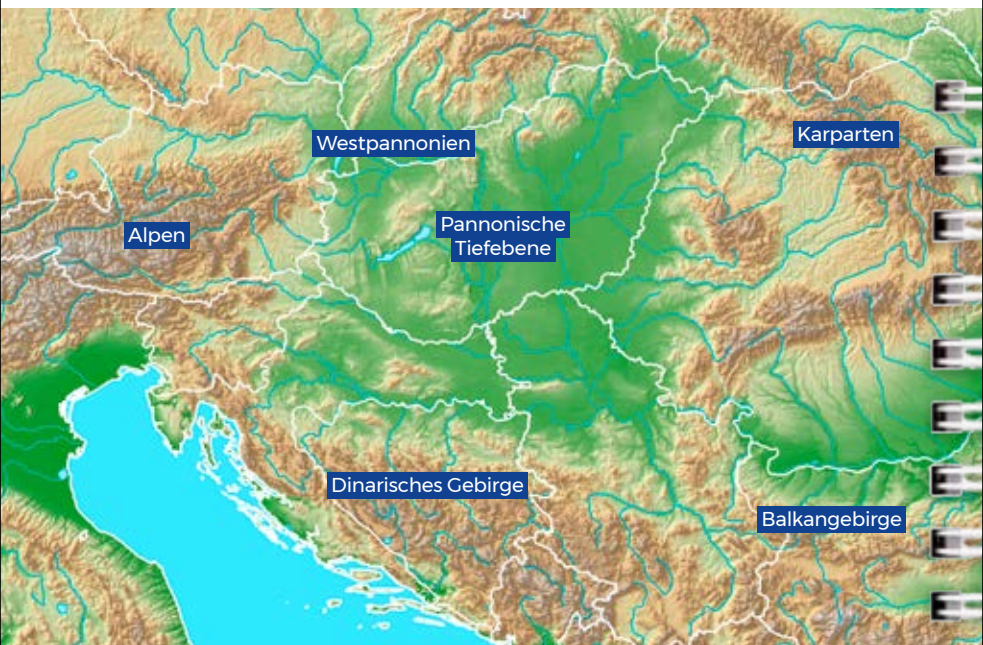 Westpannonien
Karparten
Alpen
Pannonische
Tiefebene
Dinarisches Gebirge
Balkangebirge